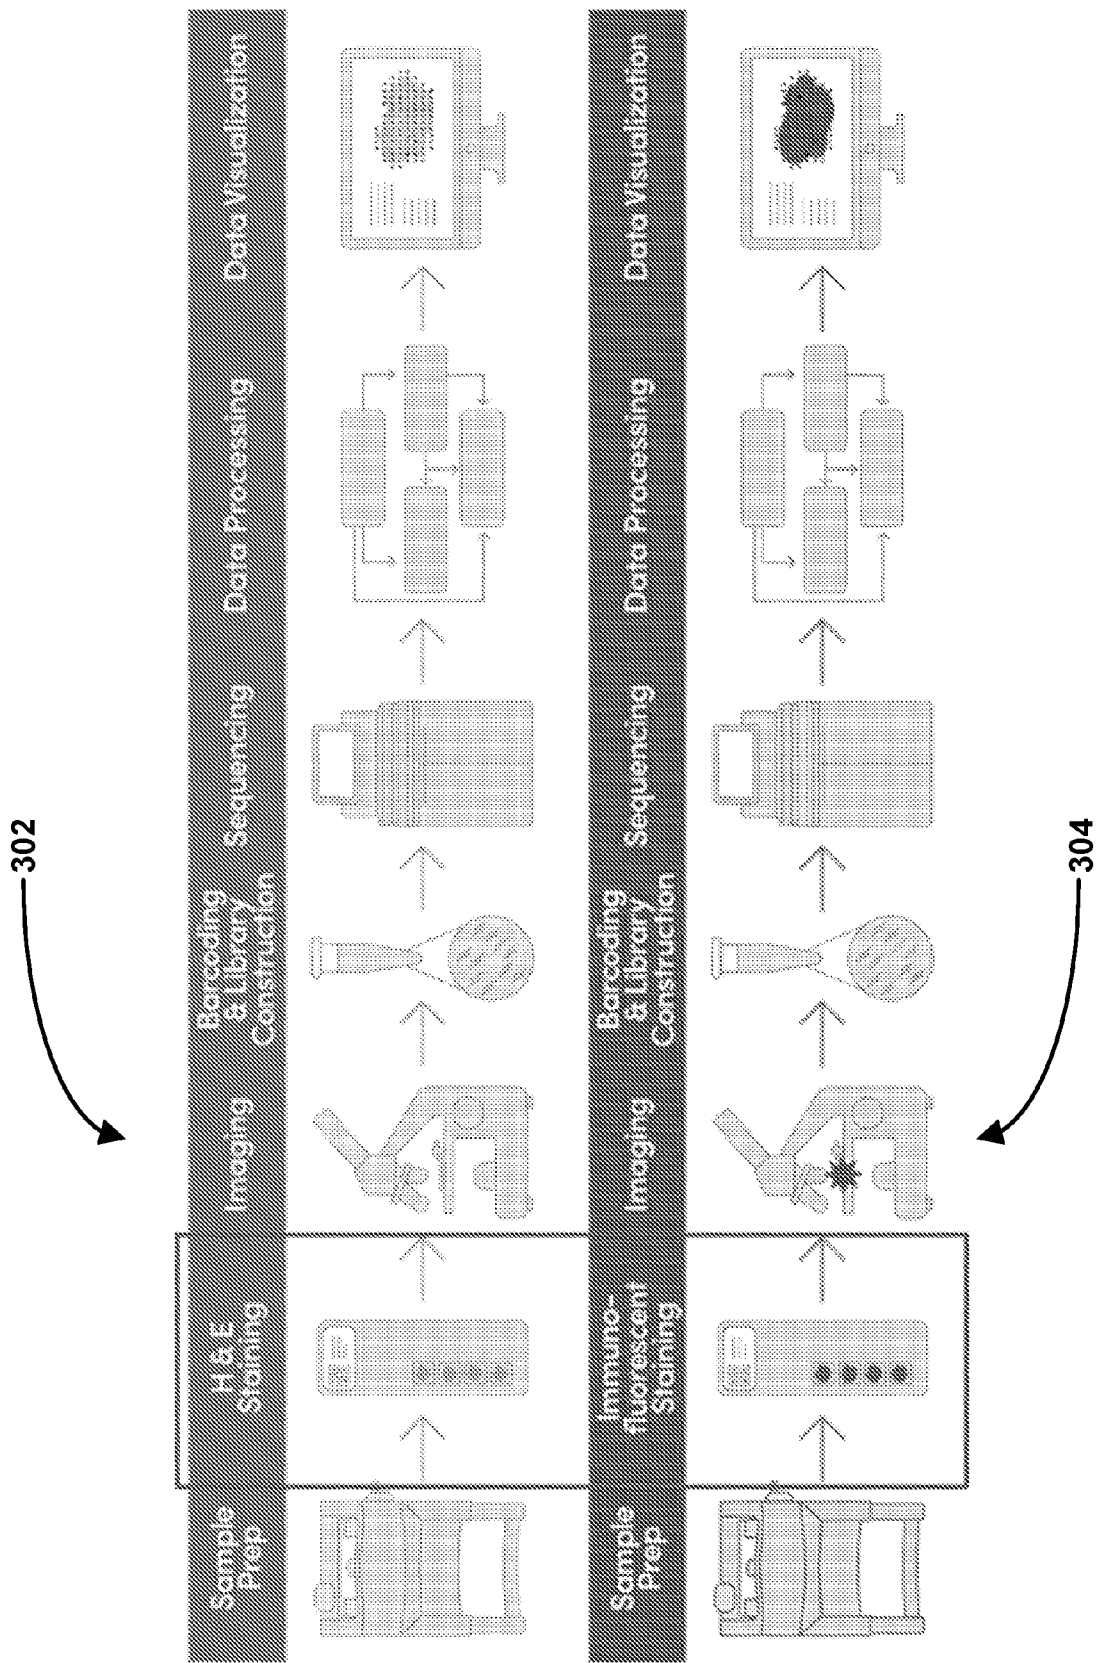 302
Sample
Prep
H & E
Staining
Imaging
Barcoding
& Library
Construction
Sequencing
Data Processing
Data Visualization
Sample
Prep
Immuno-
fluorescent
Staining
Imaging
Barcoding
& Library
Construction
Sequencing
Data Processing
Data Visualization
304